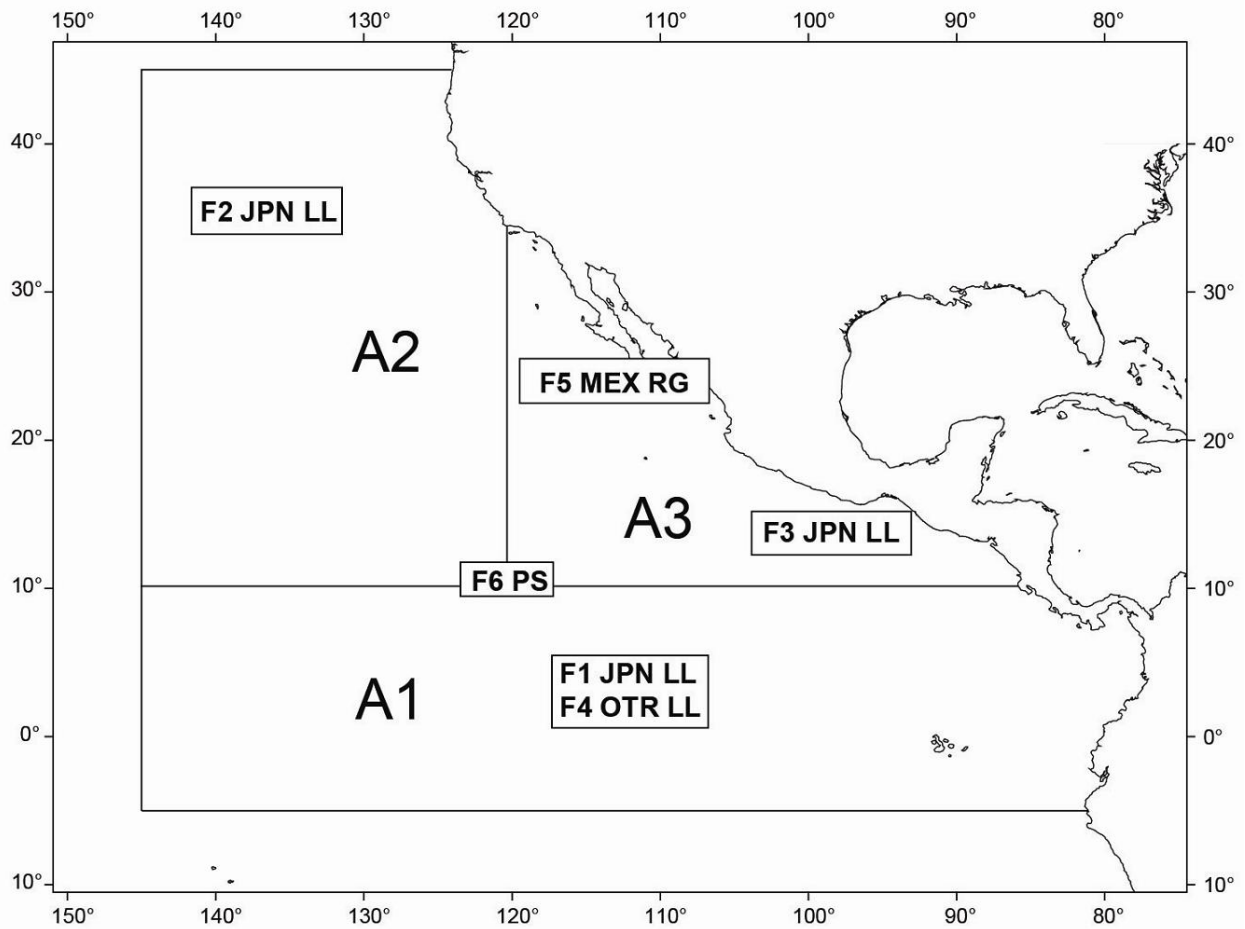 150° 140° 130° 120° 110° 100° 90° 80°
40° 40°
F2 JPN LL
30° 30°
A2
F5 MEX RG
20° 20°
A3
F3 JPN LL
F6 PS
10° 10°
F1 JPN LL
A1
F4 OTR LL
0° 0°
10° 10°
150° 140° 130° 120° 110° 100° 90° 80°